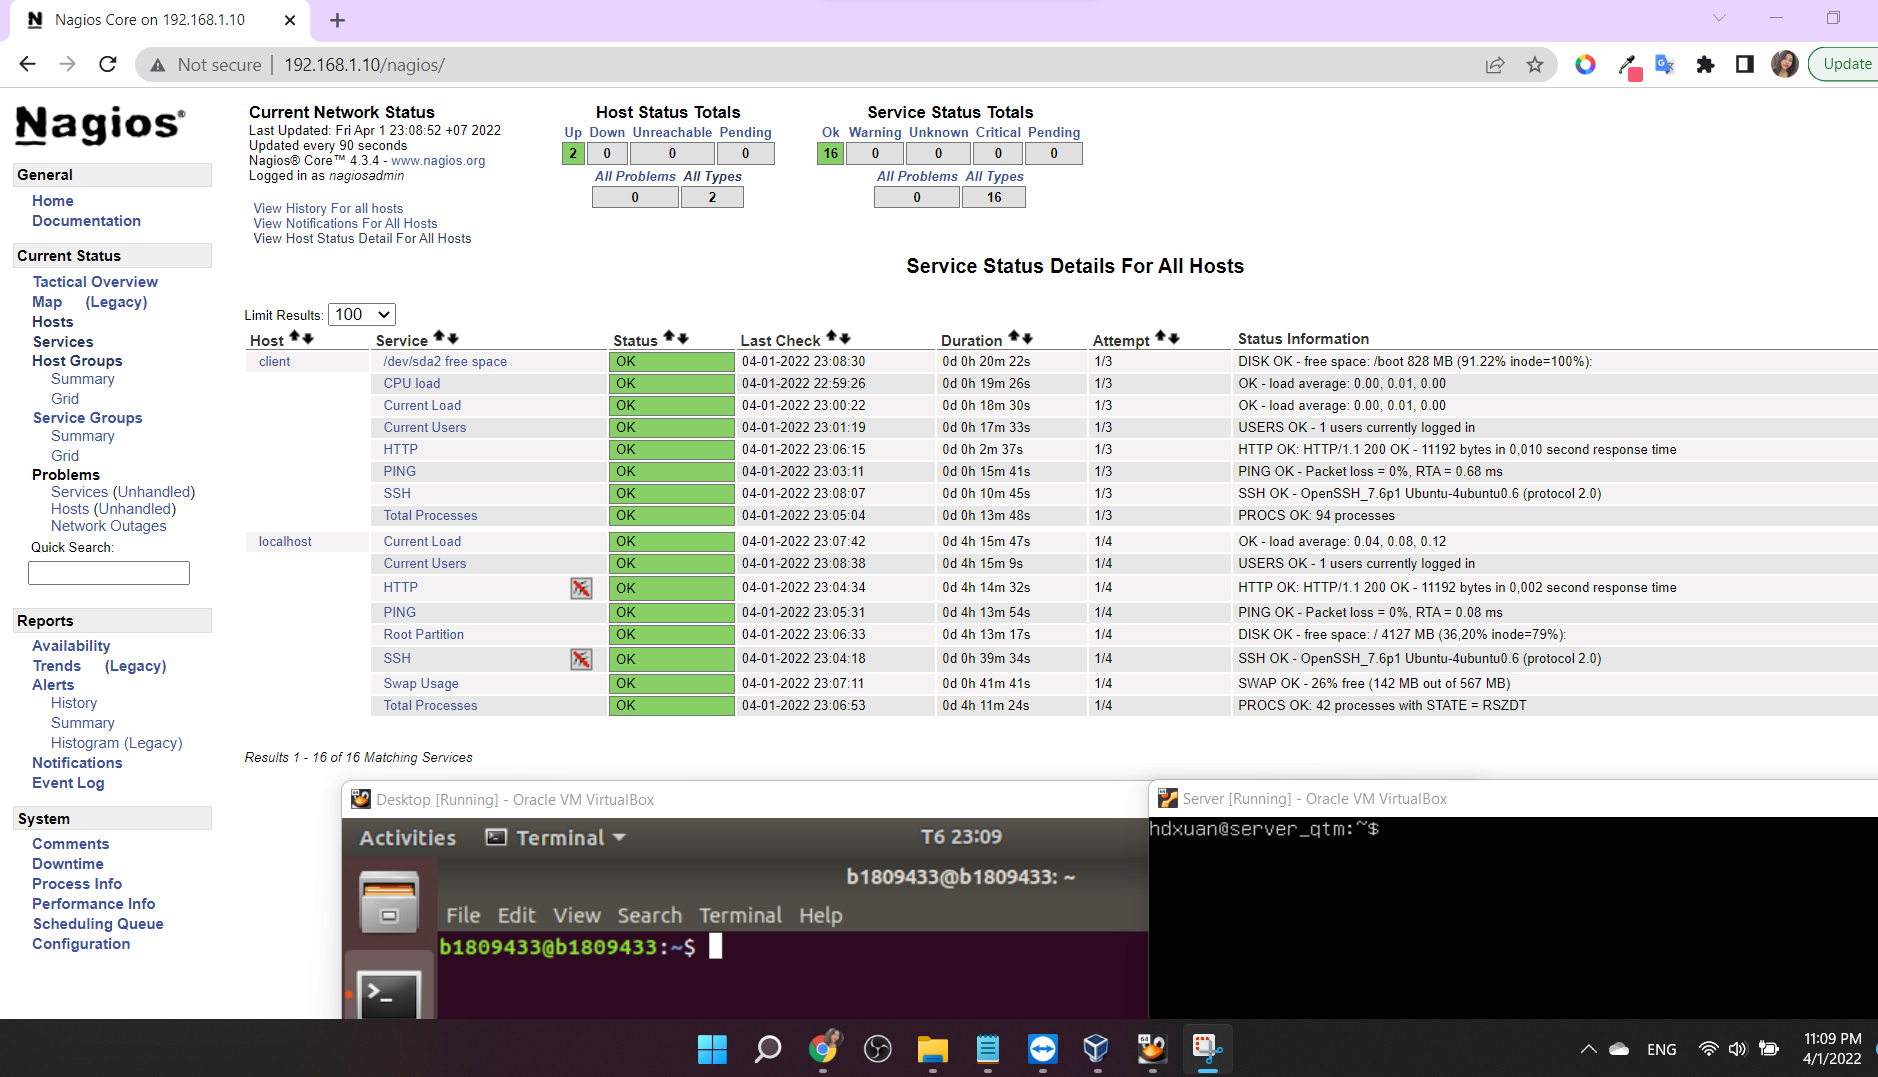 Nagios Core on 192.168.1.10
Not secure | 192.168.1.10/nagios/
Update
Nagios®
General
Home
Documentation
Current Status
Tactical Overview
Map (Legacy)
Hosts
Services
Host Groups
Summary
Grid
Service Groups
Summary
Grid
Problems
Services (Unhandled)
Hosts (Unhandled)
Network Outages
Quick Search:
Reports
Availability
Trends (Legacy)
Alerts
History
Summary
Histogram (Legacy)
Notifications
Event Log
System
Comments
Downtime
Process Info
Performance Info
Scheduling Queue
Configuration
Current Network Status
Last Updated: Fri Apr 1 23:08:52 +07 2022
Updated every 90 seconds
Nagios® Core™ 4.3.4 - www.nagios.org
Logged in as nagiosadmin
View History For all hosts
View Notifications For All Hosts
View Host Status Detail For All Hosts
Host Status Totals
Up Down Unreachable Pending
2 0 0 0
All Problems All Types
0 2
Service Status Totals
Ok Warning Unknown Critical Pending
16 0 0 0 0
All Problems All Types
0 16
Service Status Details For All Hosts
Limit Results: 100
Host Service Status Last Check Duration Attempt Status Information
client /dev/sda2 free space OK 04-01-2022 23:08:30 0d 0h 20m 22s 1/3 DISK OK - free space: /boot 828 MB (91.22% inode=100%):
CPU load OK 04-01-2022 22:59:26 0d 0h 19m 26s 1/3 OK - load average: 0.00, 0.01, 0.00
Current Load OK 04-01-2022 23:00:22 0d 0h 18m 30s 1/3 OK - load average: 0.00, 0.01, 0.00
Current Users OK 04-01-2022 23:01:19 0d 0h 17m 33s 1/3 USERS OK - 1 users currently logged in
HTTP OK 04-01-2022 23:06:15 0d 0h 2m 37s 1/3 HTTP OK: HTTP/1.1 200 OK - 11192 bytes in 0,010 second response time
PING OK 04-01-2022 23:03:11 0d 0h 15m 41s 1/3 PING OK - Packet loss = 0%, RTA = 0.68 ms
SSH OK 04-01-2022 23:08:07 0d 0h 10m 45s 1/3 SSH OK - OpenSSH_7.6p1 Ubuntu-4ubuntu0.6 (protocol 2.0)
Total Processes OK 04-01-2022 23:05:04 0d 0h 13m 48s 1/3 PROCS OK: 94 processes
localhost Current Load OK 04-01-2022 23:07:42 0d 4h 15m 47s 1/4 OK - load average: 0.04, 0.08, 0.12
Current Users OK 04-01-2022 23:08:38 0d 4h 15m 9s 1/4 USERS OK - 1 users currently logged in
HTTP OK 04-01-2022 23:04:34 0d 4h 14m 32s 1/4 HTTP OK: HTTP/1.1 200 OK - 11192 bytes in 0,002 second response time
PING OK 04-01-2022 23:05:31 0d 4h 13m 54s 1/4 PING OK - Packet loss = 0%, RTA = 0.08 ms
Root Partition OK 04-01-2022 23:06:33 0d 4h 13m 17s 1/4 DISK OK - free space: / 4127 MB (36,20% inode=79%):
SSH OK 04-01-2022 23:04:18 0d 0h 39m 34s 1/4 SSH OK - OpenSSH_7.6p1 Ubuntu-4ubuntu0.6 (protocol 2.0)
Swap Usage OK 04-01-2022 23:07:11 0d 0h 41m 41s 1/4 SWAP OK - 26% free (142 MB out of 567 MB)
Total Processes OK 04-01-2022 23:06:53 0d 4h 11m 24s 1/4 PROCS OK: 42 processes with STATE = RSZDT
Results 1 - 16 of 16 Matching Services
Desktop [Running] - Oracle VM VirtualBox
Activities Terminal T6 23:09
b1809433@b1809433: ~
File Edit View Search Terminal Help
b1809433@b1809433:~$
Server [Running] - Oracle VM VirtualBox
hdxuan@server_qtm:~$
ENG
11:09 PM
4/1/2022